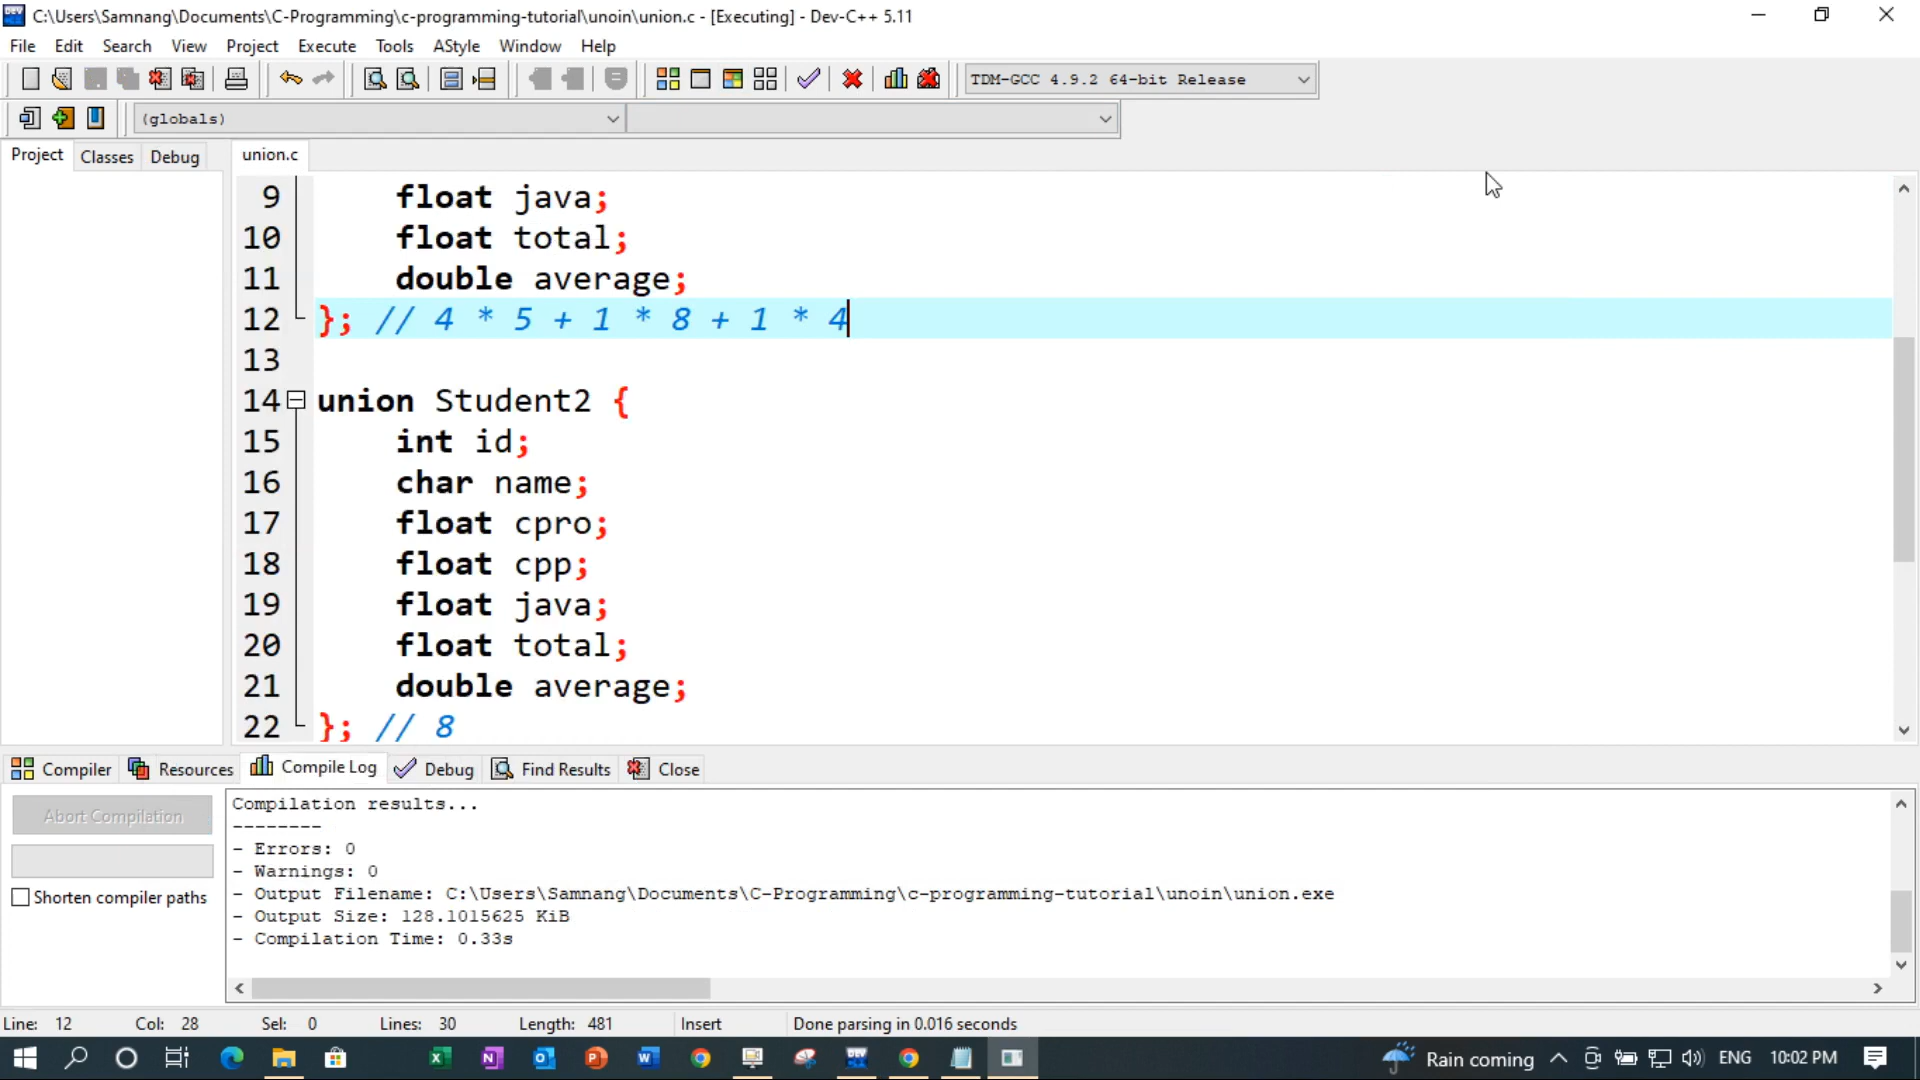 C:\Users\Samnang\Documents\C-Programming\c-programming-tutorial\unoin\union.c - [Executing] - Dev-C++ 5.11
File Edit Search View Project Execute Tools AStyle Window Help
TDM-GCC 4.9.2 64-bit Release
(globals)
Project Classes Debug union.c
9 float java;
10 float total;
11 double average;
12 }; // 4 * 5 + 1 * 8 + 1 * 4
13
14 union Student2 {
15 int id;
16 char name;
17 float cpro;
18 float cpp;
19 float java;
20 float total;
21 double average;
22 }; // 8
Compiler Resources Compile Log Debug Find Results Close
Abort Compilation
Shorten compiler paths
Compilation results...
--------
- Errors: 0
- Warnings: 0
- Output Filename: C:\Users\Samnang\Documents\C-Programming\c-programming-tutorial\unoin\union.exe
- Output Size: 128.1015625 KiB
- Compilation Time: 0.33s
Line: 12 Col: 28 Sel: 0 Lines: 30 Length: 481 Insert Done parsing in 0.016 seconds
Rain coming ENG 10:02 PM